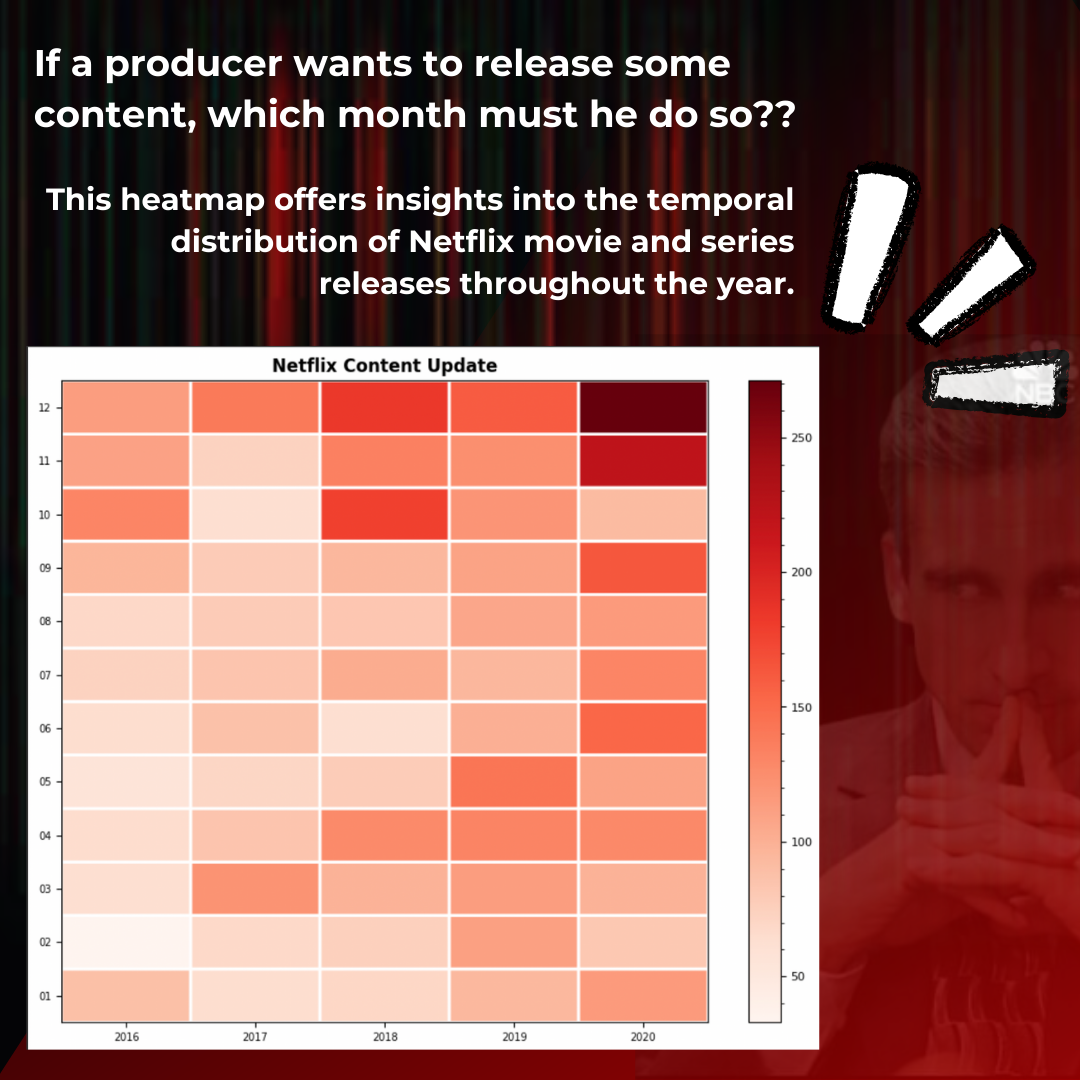 If a producer wants to release some
content, which month must he do so??
This heatmap offers insights into the temporal
distribution of Netflix movie and series
releases throughout the year.
Netflix Content Update
12
11
10
09
08
07
06
05
04
03
02
01
2016 2017 2018 2019 2020
250
200
150
100
50
NBC